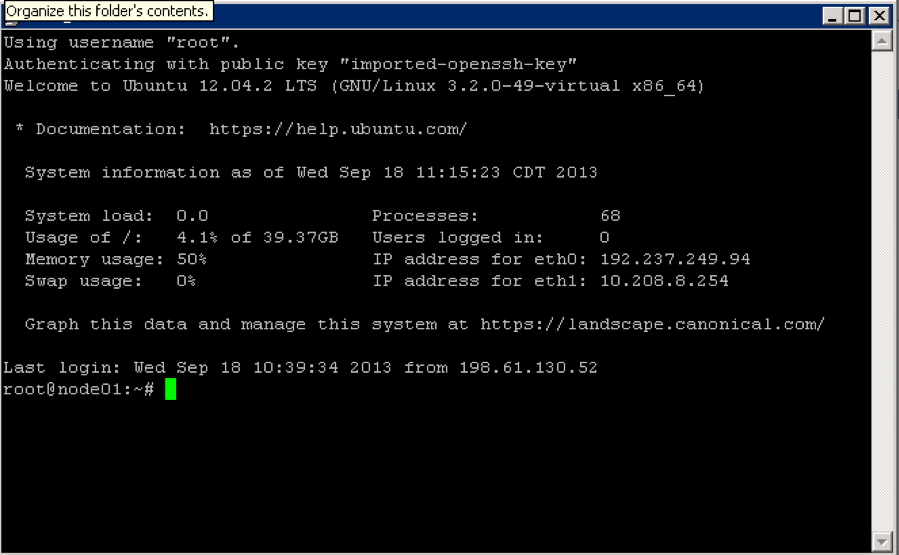 Organize this folder's contents.
Using username "root".
Authenticating with public key "imported-openssh-key"
Welcome to Ubuntu 12.04.2 LTS (GNU/Linux 3.2.0-49-virtual x86_64)
* Documentation:  https://help.ubuntu.com/
System information as of Wed Sep 18 11:15:23 CDT 2013
System load:  0.0               Processes:           68
Usage of /:   4.1% of 39.37GB   Users logged in:     0
Memory usage: 50%               IP address for eth0: 192.237.249.94
Swap usage:   0%                IP address for eth1: 10.208.8.254
Graph this data and manage this system at https://landscape.canonical.com/
Last login: Wed Sep 18 10:39:34 2013 from 198.61.130.52
root@node01:~#